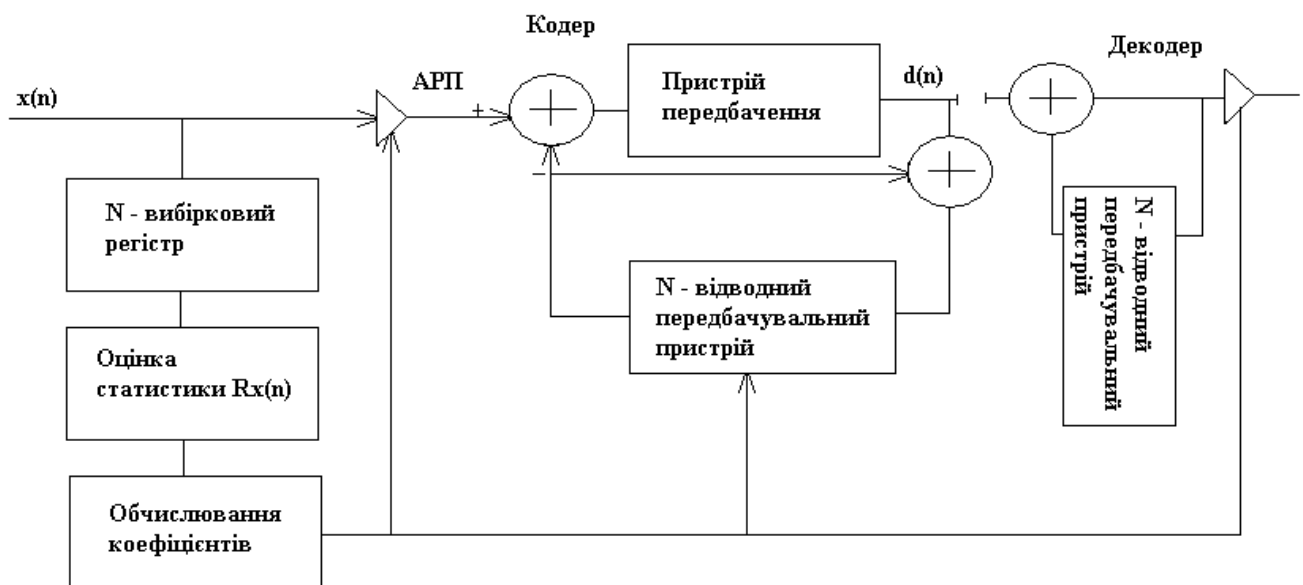 Кодер
Декодер
x(n)
АРП
+
Пристрій
передбачення
d(n)
N - вибірковий
регістр
N - відводний
передбачувальний
пристрій
N - відводний
передбачувальний
пристрій
Оцінка
статистики Rx(n)
Обчислювання
коефіцієнтів